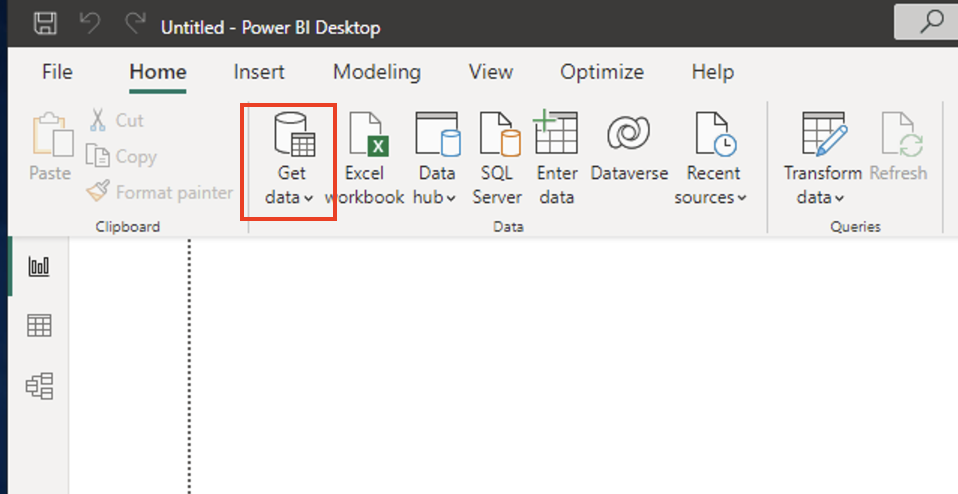 Untitled - Power BI Desktop
File Home Insert Modeling View Optimize Help
Paste
Cut
Copy
Format painter
Clipboard
Get
data
Excel
workbook
Data
hub
SQL
Server
Enter
data
Dataverse
Recent
sources
Data
Transform
data
Refresh
Queries